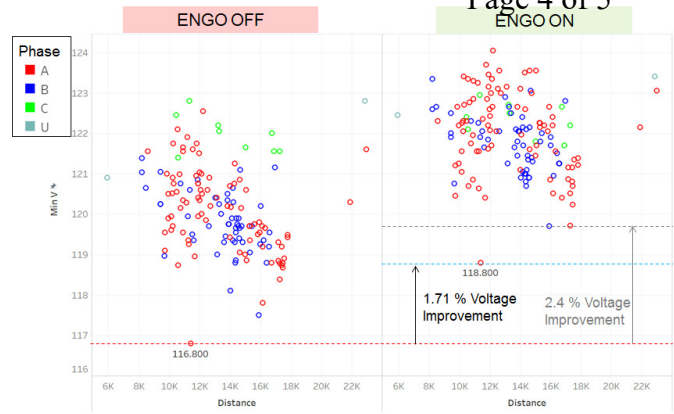 Page 4 of 5
ENGO OFF
ENGO ON
Phase
A
B
C
U
124
123
122
121
120
119
118
117
116
Min V *
116.800
118.800
1.71 % Voltage
Improvement
2.4 % Voltage
Improvement
6K 8K 10K 12K 14K 16K 18K 20K 22K
6K 8K 10K 12K 14K 16K 18K 20K 22K
Distance
Distance